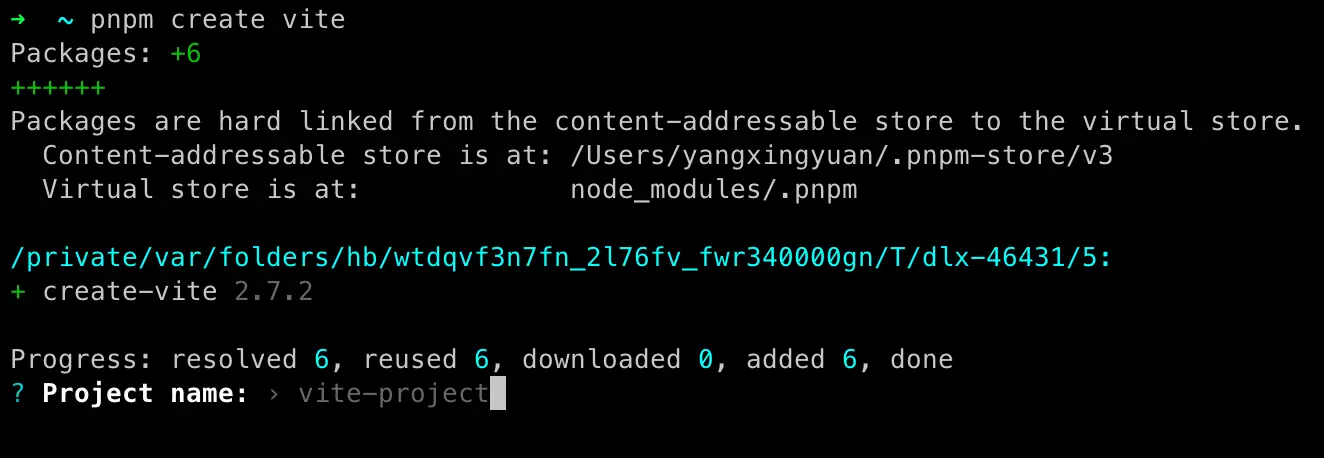 ➜  ~ pnpm create vite
Packages: +6
++++++
Packages are hard linked from the content-addressable store to the virtual store.
  Content-addressable store is at: /Users/yangxingyuan/.pnpm-store/v3
  Virtual store is at:             node_modules/.pnpm
/private/var/folders/hb/wtdqvf3n7fn_2l76fv_fwr340000gn/T/dlx-46431/5:
+ create-vite 2.7.2
Progress: resolved 6, reused 6, downloaded 0, added 6, done
? Project name: › vite-project